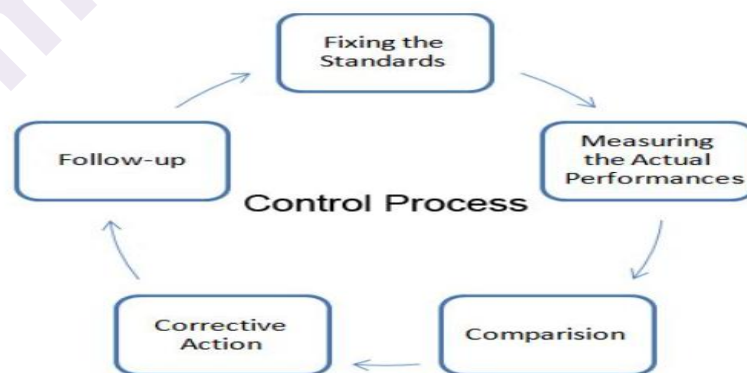 Fixing the
Standards
Measuring
the Actual
Performances
Comparision
Corrective
Action
Follow-up
Control Process